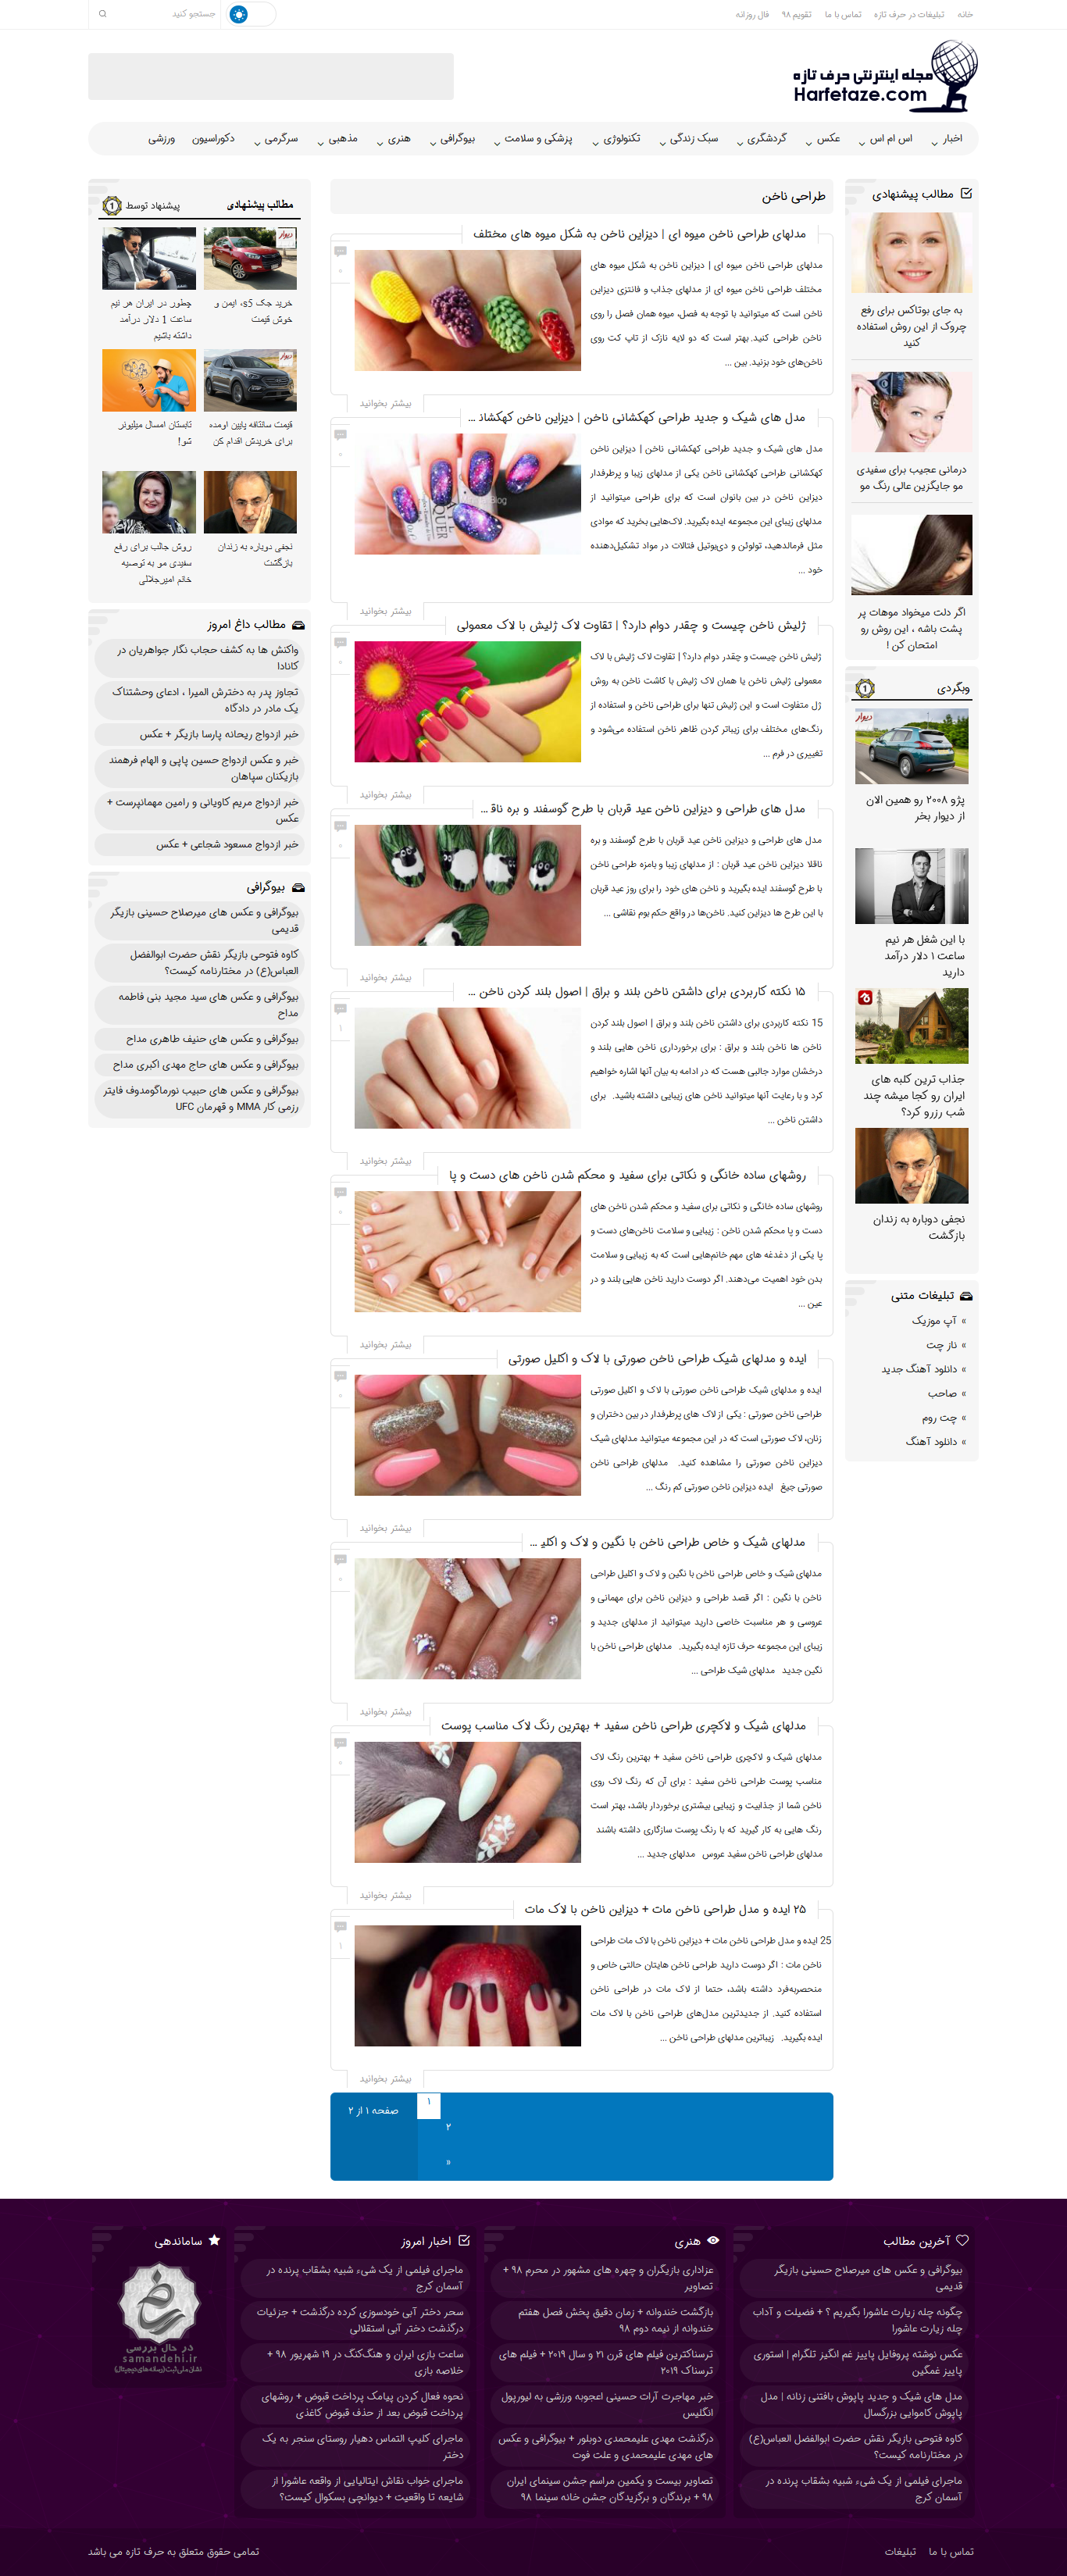 خانه
تبلیغات در حرف تازه
تماس با ما
تقویم ۹۸
فال روزانه
جستجو کنید
مجله اینترنتی حرف تازه
Harfetaze.com
اخبار
اس ام اس
عکس
گردشگری
سبک زندگی
تکنولوژی
پزشکی و سلامت
بیوگرافی
هنری
مذهبی
سرگرمی
دکوراسیون
ورزشی
مطالب پیشنهادی
به جای بوتاکس برای رفع
چروک از این روش استفاده
کنید
درمانی عجیب برای سفیدی
مو جایگزین عالی رنگ مو
اگر دلت میخواد موهات پر
پشت باشه ، این روش رو
امتحان کن !
وبگردی
پژو ۲۰۰۸ رو همین الان
از دیوار بخر
با این شغل هر نیم
ساعت ۱ دلار درآمد
دارید
جذاب ترین کلبه های
ایران رو کجا میشه چند
شب رزرو کرد؟
نجفی دوباره به زندان
بازگشت
تبلیغات متنی
» آپ موزیک
» ناز چت
» دانلود آهنگ جدید
» صاحب
» چت روم
» دانلود آهنگ
طراحی ناخن
مدلهای طراحی ناخن میوه ای | دیزاین ناخن به شکل میوه های مختلف
مدلهای طراحی ناخن میوه ای | دیزاین ناخن به شکل میوه های
مختلف طراحی ناخن میوه ای از مدلهای جذاب و فانتزی دیزاین
ناخن است که میتوانید با توجه به فصل، میوه همان فصل را روی
ناخن طراحی کنید. بهتر است که دو لایه نازک از تاپ کت روی
ناخن‌های خود بزنید. بین ...
۰
بیشتر بخوانید
مدل های شیک و جدید طراحی کهکشانی ناخن | دیزاین ناخن کهکشان ...
مدل های شیک و جدید طراحی کهکشانی ناخن | دیزاین ناخن
کهکشانی طراحی کهکشانی ناخن یکی از مدلهای زیبا و پرطرفدار
دیزاین ناخن در بین بانوان است که برای طراحی میتوانید از
مدلهای زیبای این مجموعه ایده بگیرید. لاک‌هایی بخرید که موادی
مثل فرمالدهید، تولوئن و دی‌بوتیل فتالات در مواد تشکیل‌دهنده
خود ...
۰
بیشتر بخوانید
ژلیش ناخن چیست و چقدر دوام دارد؟ | تفاوت لاک ژلیش با لاک معمولی
ژلیش ناخن چیست و چقدر دوام دارد؟ | تفاوت لاک ژلیش با لاک
معمولی ژلیش ناخن یا همان لاک ژلیش با کاشت ناخن به روش
ژل متفاوت است و این ژلیش تنها برای طراحی ناخن و استفاده از
رنگ‌های مختلف برای زیباتر کردن ظاهر ناخن استفاده می‌شود و
تغییری در فرم ...
۰
بیشتر بخوانید
مدل های طراحی و دیزاین ناخن عید قربان با طرح گوسفند و بره ناق ...
مدل های طراحی و دیزاین ناخن عید قربان با طرح گوسفند و بره
ناقلا دیزاین ناخن عید قربان : از مدلهای زیبا و بامزه طراحی ناخن
با طرح گوسفند ایده بگیرید و ناخن های خود را برای روز عید قربان
با این طرح ها دیزاین کنید. ناخن‌ها در واقع حکم بوم نقاشی ...
۰
بیشتر بخوانید
۱۵ نکته کاربردی برای داشتن ناخن بلند و براق | اصول بلند کردن ناخن ...
15 نکته کاربردی برای داشتن ناخن بلند و براق | اصول بلند کردن
ناخن ها ناخن بلند و براق : برای برخورداری ناخن هایی بلند و
درخشان موارد جالبی هست که در ادامه به بیان آنها اشاره خواهیم
کرد و با رعایت آنها میتوانید ناخن های زیبایی داشته باشید. برای
داشتن ناخن ...
۱
بیشتر بخوانید
روشهای ساده خانگی و نکاتی برای سفید و محکم شدن ناخن های دست و پا
روشهای ساده خانگی و نکاتی برای سفید و محکم شدن ناخن های
دست و پا محکم شدن ناخن : زیبایی و سلامت ناخن‌های دست و
پا یکی از دغدغه های مهم خانم‌هایی است که به زیبایی و سلامت
بدن خود اهمیت می‌دهند. اگر دوست دارید ناخن هایی بلند و در
عین ...
۰
بیشتر بخوانید
ایده و مدلهای شیک طراحی ناخن صورتی با لاک و اکلیل صورتی
ایده و مدلهای شیک طراحی ناخن صورتی با لاک و اکلیل صورتی
طراحی ناخن صورتی : یکی از لاک های پرطرفدار در بین دختران و
زنان، لاک صورتی است که در این مجموعه میتوانید مدلهای شیک
دیزاین ناخن صورتی را مشاهده کنید. مدلهای طراحی ناخن
صورتی جیغ ایده دیزاین ناخن صورتی کم رنگ ...
۰
بیشتر بخوانید
مدلهای شیک و خاص طراحی ناخن با نگین و لاک و اکلی ...
مدلهای شیک و خاص طراحی ناخن با نگین و لاک و اکلیل طراحی
ناخن با نگین : اگر قصد طراحی و دیزاین ناخن برای مهمانی و
عروسی و هر مناسبت خاصی دارید میتوانید از مدلهای جدید و
زیبای این مجموعه حرف تازه ایده بگیرید. مدلهای طراحی ناخن با
نگین جدید مدلهای شیک طراحی ...
۰
بیشتر بخوانید
مدلهای شیک و لاکچری طراحی ناخن سفید + بهترین رنگ لاک مناسب پوست
مدلهای شیک و لاکچری طراحی ناخن سفید + بهترین رنگ لاک
مناسب پوست طراحی ناخن سفید : برای آن که رنگ لاک روی
ناخن شما از جذابیت و زیبایی بیشتری برخوردار باشد، بهتر است
رنگ هایی به کار گیرید که با رنگ پوست سازگاری داشته باشند
مدلهای طراحی ناخن سفید عروس مدلهای جدید ...
۰
بیشتر بخوانید
۲۵ ایده و مدل طراحی ناخن مات + دیزاین ناخن با لاک مات
25 ایده و مدل طراحی ناخن مات + دیزاین ناخن با لاک مات طراحی
ناخن مات : اگر دوست دارید طراحی ناخن هایتان حالتی خاص و
منحصربه‌فرد داشته باشد، حتما از لاک مات در طراحی ناخن
استفاده کنید. از جدیدترین مدل‌های طراحی ناخن با لاک مات
ایده بگیرید. زیباترین مدلهای طراحی ناخن ...
۱
بیشتر بخوانید
صفحه ۱ از ۲
۱
۲
»
مطالب پیشنهادی
پیشنهاد توسط
خرید جک s5، ایمن و
خوش قیمت
چطور در ایران هر نیم
ساعت 1 دلار درآمد
داشته باشیم
قیمت سانتافه پایین اومده
برای خریدش اقدام کن
تابستان امسال میلیونر
شو!
نجفی دوباره به زندان
بازگشت
روش جالب برای رفع
سفیدی مو به توصیه
خانم امیرجلالی
مطالب داغ امروز
واکنش ها به کشف حجاب نگار جواهریان در
کانادا
تجاوز پدر به دخترش المیرا ، ادعای وحشتناک
یک مادر در دادگاه
خبر ازدواج ریحانه پارسا بازیگر + عکس
خبر و عکس ازدواج حسین پاپی و الهام فرهمند
بازیکنان سپاهان
خبر ازدواج مریم کاویانی و رامین مهمانپرست +
عکس
خبر ازدواج مسعود شجاعی + عکس
بیوگرافی
بیوگرافی و عکس های میرصلاح حسینی بازیگر
قدیمی
کاوه فتوحی بازیگر نقش حضرت ابوالفضل
العباس(ع) در مختارنامه کیست؟
بیوگرافی و عکس های سید مجید بنی فاطمه
مداح
بیوگرافی و عکس های حنیف طاهری مداح
بیوگرافی و عکس های حاج مهدی اکبری مداح
بیوگرافی و عکس های حبیب نورماگومدوف فایتر
رزمی کار MMA و قهرمان UFC
آخرین مطالب
بیوگرافی و عکس های میرصلاح حسینی بازیگر
قدیمی
چگونه چله زیارت عاشورا بگیریم ؟ + فضیلت و آداب
چله زیارت عاشورا
عکس نوشته پروفایل پاییز غم انگیز تلگرام | استوری
پاییز غمگین
مدل های شیک و جدید پاپوش بافتنی زنانه | مدل
پاپوش کاموایی بزرگسال
کاوه فتوحی بازیگر نقش حضرت ابوالفضل العباس(ع)
در مختارنامه کیست؟
ماجرای فیلمی از یک شیء شبیه بشقاب پرنده در
آسمان کرج
هنری
عزاداری بازیگران و چهره های مشهور در محرم ۹۸ +
تصاویر
بازگشت خندوانه + زمان دقیق پخش فصل هفتم
خندوانه از نیمه دوم ۹۸
ترسناکترین فیلم های قرن ۲۱ و سال ۲۰۱۹ + فیلم های
ترسناک ۲۰۱۹
خبر مهاجرت آرات حسینی اعجوبه ورزشی به لیورپول
انگلیس
درگذشت مهدی علیمحمدی دوبلور + بیوگرافی و عکس
های مهدی علیمحمدی و علت فوت
تصاویر بیست و یکمین مراسم جشن سینمای ایران
۹۸ + برندگان و برگزیدگان جشن خانه سینما ۹۸
اخبار امروز
ماجرای فیلمی از یک شیء شبیه بشقاب پرنده در
آسمان کرج
سحر دختر آبی خودسوزی کرده درگذشت + جزئیات
درگذشت دختر آبی استقلالی
ساعت بازی ایران و هنگ‌کنگ در ۱۹ شهریور ۹۸ +
خلاصه بازی
نحوه فعال کردن پیامک پرداخت قبوض + روشهای
پرداخت قبوض بعد از حذف قبوض کاغذی
ماجرای کلیپ التماس دهیار روستای سنجر به یک
دختر
ماجرای خواب نقاش ایتالیایی از واقعه عاشورا از
شایعه تا واقعیت + دیوانچی بسکوال کیست؟
ساماندهی
در حال بررسی
samandehi.ir
نشان ملی ثبت (رسانه های دیجیتال)
تماس با ما
تبلیغات
تمامی حقوق متعلق به حرف تازه می باشد